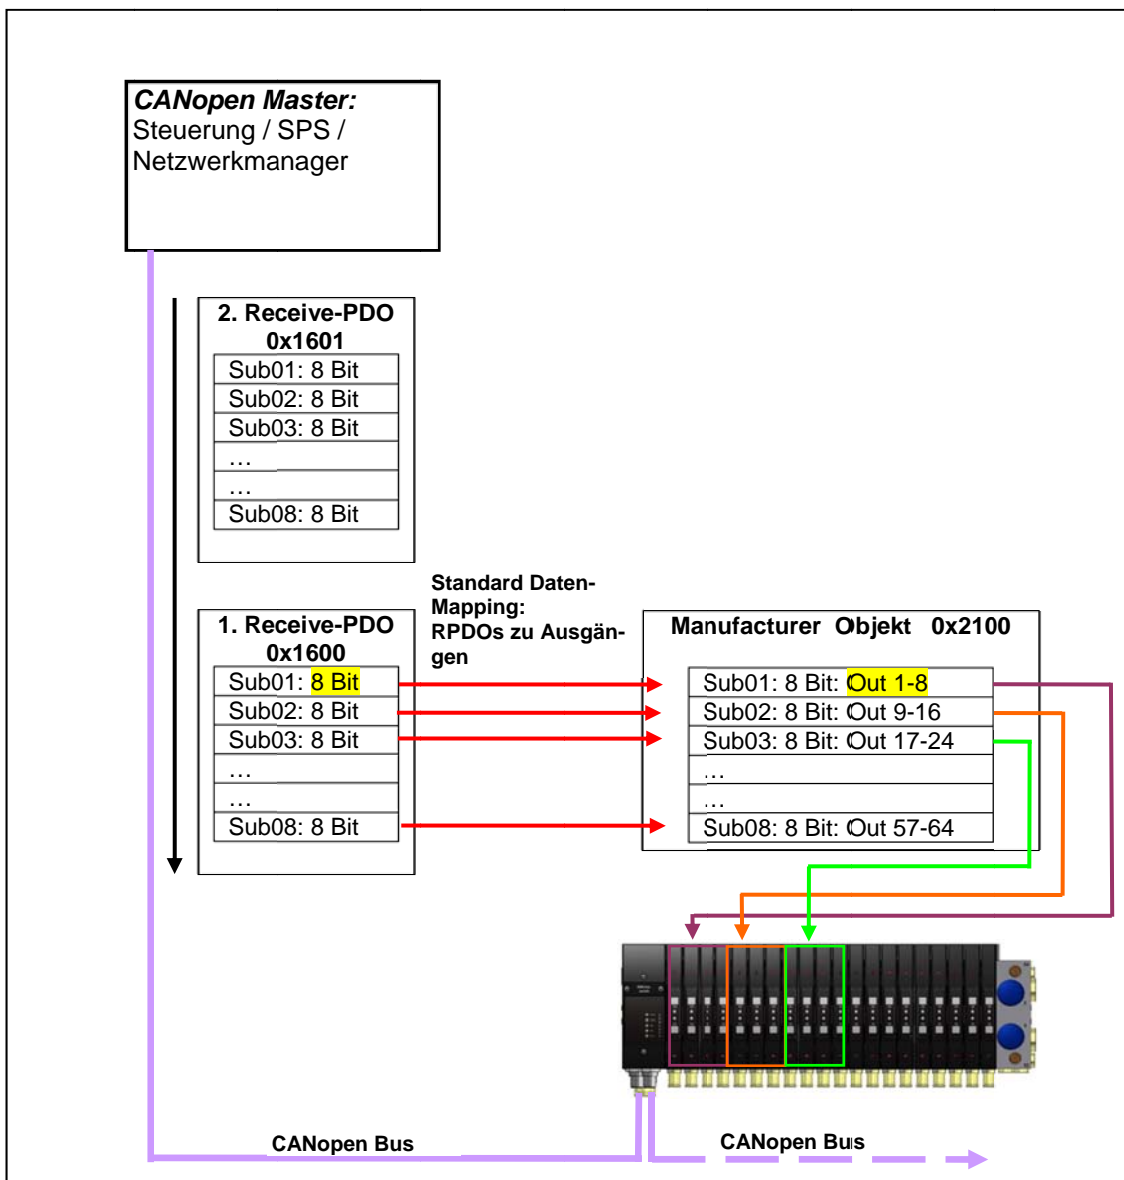 CANopen Master:
Steuerung / SPS /
Netzwerkmanager
2. Receive-PDO
0x1601
Sub01: 8 Bit
Sub02: 8 Bit
Sub03: 8 Bit
...
...
Sub08: 8 Bit
Standard Daten-
Mapping:
RPDOs zu Ausgän-
gen
1. Receive-PDO
0x1600
Sub01: 8 Bit
Sub02: 8 Bit
Sub03: 8 Bit
...
...
Sub08: 8 Bit
Manufacturer Objekt 0x2100
Sub01: 8 Bit: Out 1-8
Sub02: 8 Bit: Out 9-16
Sub03: 8 Bit: Out 17-24
...
...
Sub08: 8 Bit: Out 57-64
CANopen Bus
CANopen Bus